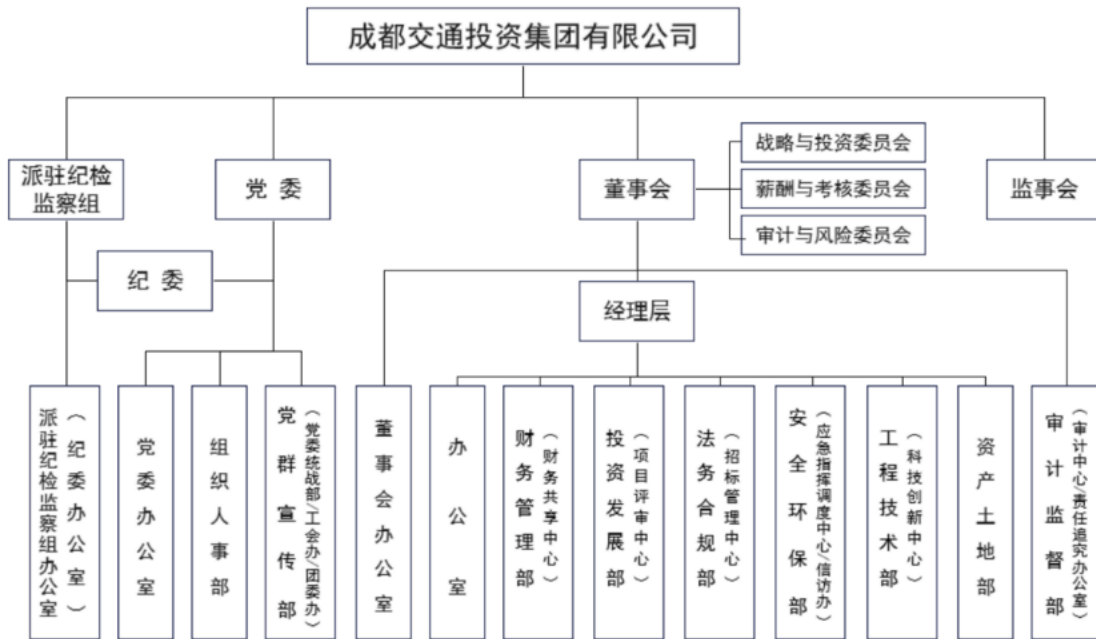 成都交通投资集团有限公司
派驻纪检
监察组
党 委
董事会
战略与投资委员会
薪酬与考核委员会
审计与风险委员会
监事会
纪 委
经理层
派驻纪检监察组办公室
（纪委办公室）
党委办公室
组织人事部
党群宣传部
（党委统战部/工会办/团委办）
董事会办公室
办公室
财务管理部
（财务共享中心）
投资发展部
（项目评审中心）
法务合规部
（招标管理中心）
安全环保部
（应急指挥调度中心/信访办）
工程技术部
（科技创新中心）
资产土地部
审计监督部
（审计中心/责任追究办公室）